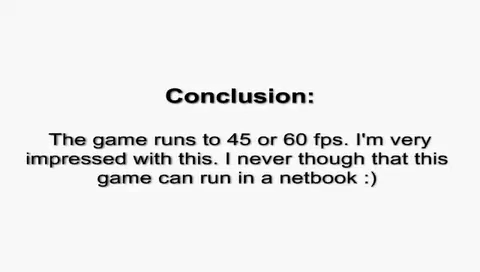 Conclusion:
The game runs to 45 or 60 fps. I'm very
impressed with this. I never though that this
game can run in a netbook :)